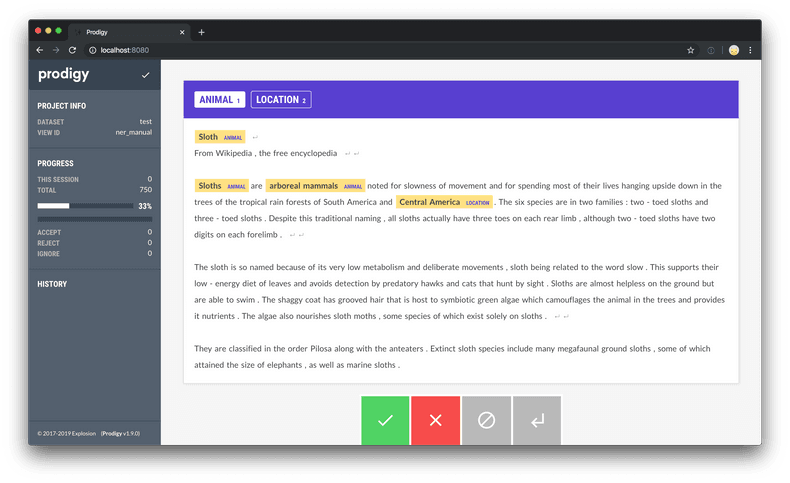 Prodigy
localhost:8080
prodigy
PROJECT INFO
DATASET test
VIEW ID ner_manual
PROGRESS
THIS SESSION 0
TOTAL 750
33%
ACCEPT 0
REJECT 0
IGNORE 0
HISTORY
© 2017-2019 Explosion (Prodigy v1.9.0)
ANIMAL 1 LOCATION 2
Sloth ANIMAL ↵
From Wikipedia , the free encyclopedia ↵ ↵
Sloths ANIMAL are arboreal mammals ANIMAL noted for slowness of movement and for spending most of their lives hanging upside down in the
trees of the tropical rain forests of South America and Central America LOCATION . The six species are in two families : two - toed sloths and
three - toed sloths . Despite this traditional naming , all sloths actually have three toes on each rear limb , although two - toed sloths have two
digits on each forelimb . ↵ ↵
The sloth is so named because of its very low metabolism and deliberate movements , sloth being related to the word slow . This supports their
low - energy diet of leaves and avoids detection by predatory hawks and cats that hunt by sight . Sloths are almost helpless on the ground but
are able to swim . The shaggy coat has grooved hair that is host to symbiotic green algae which camouflages the animal in the trees and provides
it nutrients . The algae also nourishes sloth moths , some species of which exist solely on sloths . ↵ ↵
They are classified in the order Pilosa along with the anteaters . Extinct sloth species include many megafaunal ground sloths , some of which
attained the size of elephants , as well as marine sloths .